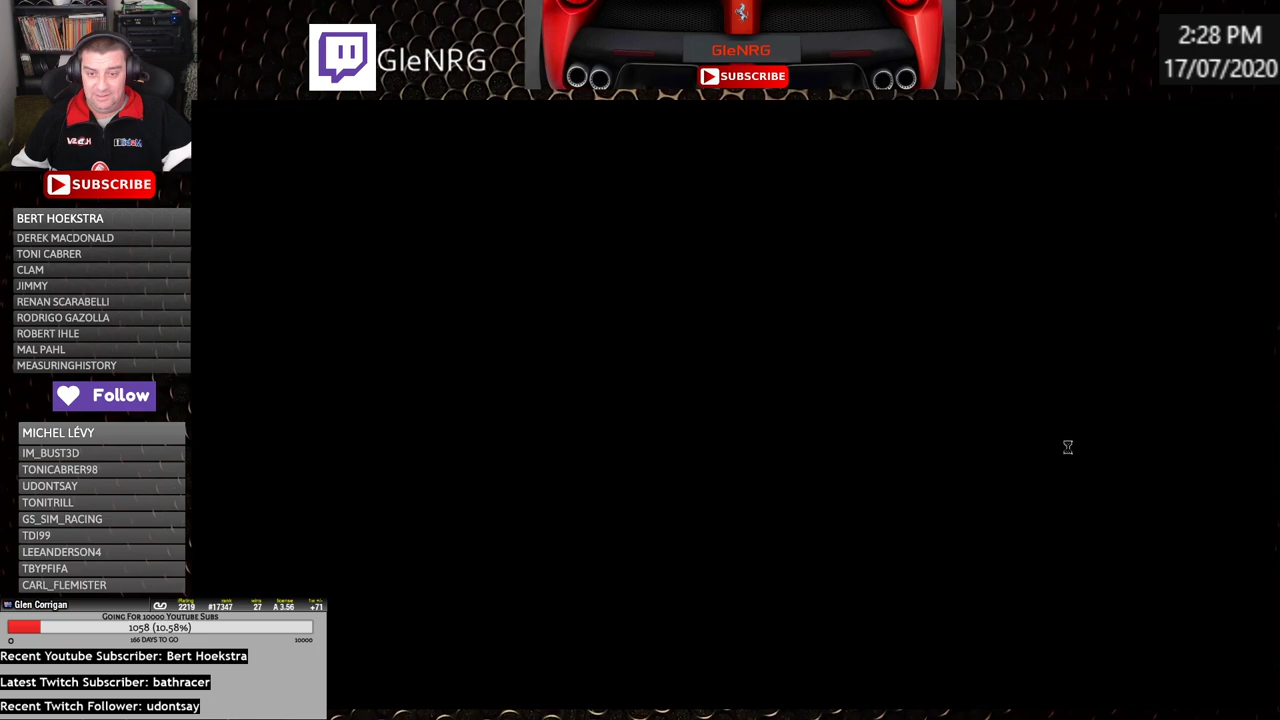 GleNRG
GleNRG
SUBSCRIBE
2:28 PM
17/07/2020
SUBSCRIBE
BERT HOEKSTRA
DEREK MACDONALD
TONI CABRER
CLAM
JIMMY
RENAN SCARABELLI
RODRIGO GAZOLLA
ROBERT IHLE
MAL PAHL
MEASURINGHISTORY
Follow
MICHEL LÉVY
IM_BUST3D
TONICABRER98
UDONTSAY
TONITRILL
GS_SIM_RACING
TDI99
LEEANDERSON4
TBYPFIFA
CARL_FLEMISTER
Glen Corrigan
2219 #17347 27 A 3.56 +71
Going For 10000 Youtube Subs
1058 (10.58%)
0 166 DAYS TO GO 10000
Recent Youtube Subscriber: Bert Hoekstra
Latest Twitch Subscriber: bathracer
Recent Twitch Follower: udontsay